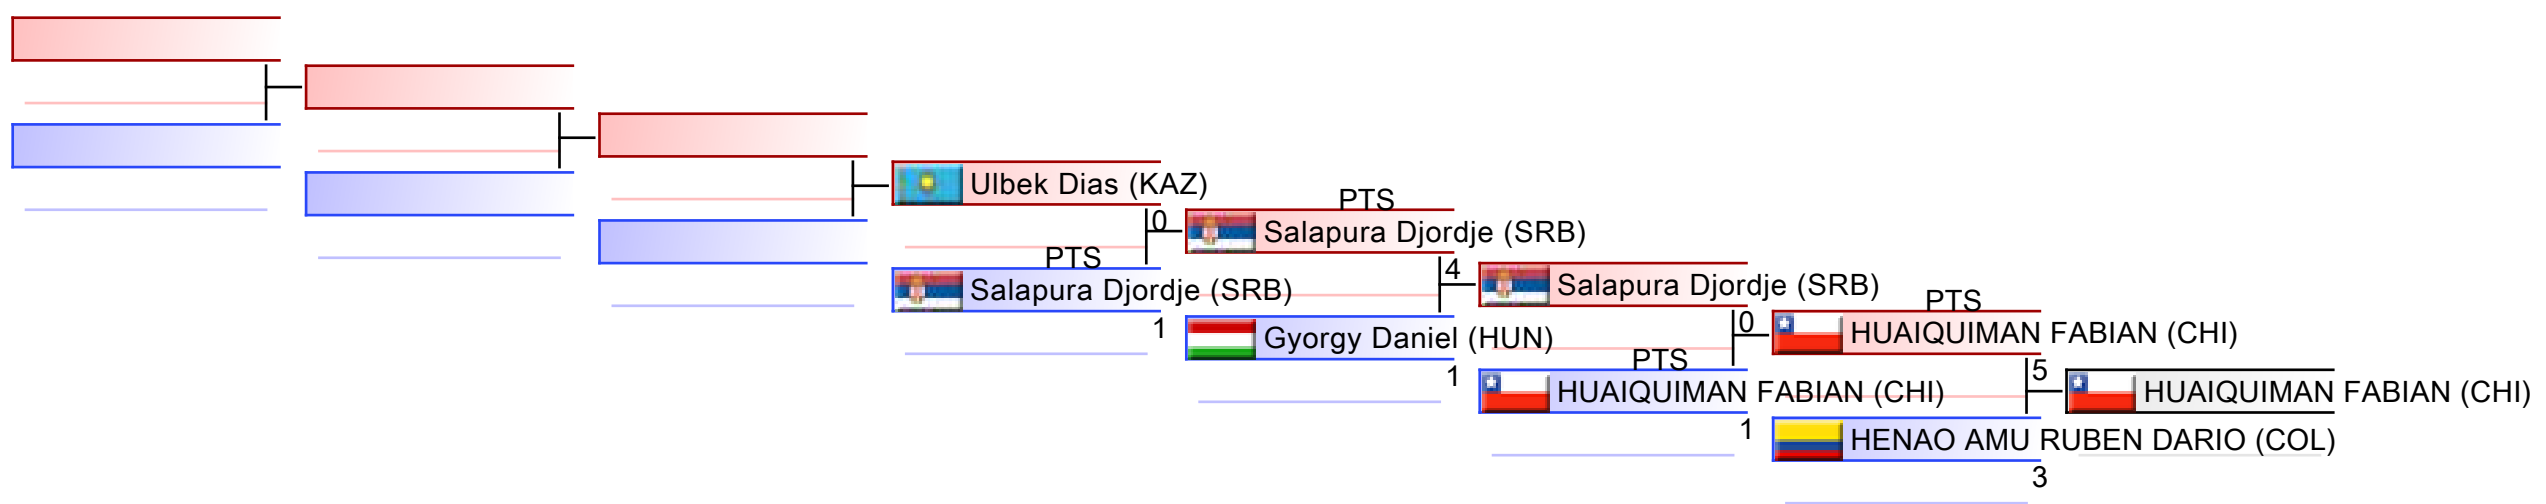 Ulbek Dias (KAZ)
0
PTS
Salapura Djordje (SRB)
1
PTS
Salapura Djordje (SRB)
4
Gyorgy Daniel (HUN)
1
Salapura Djordje (SRB)
0
PTS
HUAIQUIMAN FABIAN (CHI)
1
PTS
HUAIQUIMAN FABIAN (CHI)
5
HENAO AMU RUBEN DARIO (COL)
3
HUAIQUIMAN FABIAN (CHI)